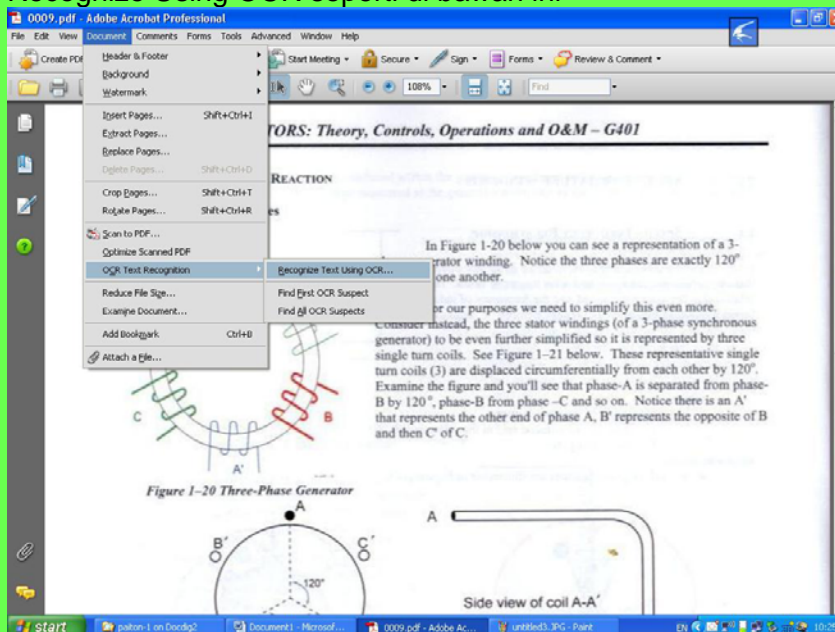 Recognize Using OCR seperti di bawah ini
0009.pdf - Adobe Acrobat Professional
File Edit View Document Comments Forms Tools Advanced Window Help
Create PDF
Start Meeting
Secure
Sign
Forms
Review & Comment
108%
Find
Header & Footer
Background
Watermark
Insert Pages... Shift+Ctrl+I
Extract Pages...
Replace Pages...
Delete Pages... Shift+Ctrl+D
Crop Pages... Shift+Ctrl+T
Rotate Pages... Shift+Ctrl+R
Scan to PDF...
Optimize Scanned PDF
OCR Text Recognition
Reduce File Size...
Examine Document...
Add Bookmark Ctrl+B
Attach a File...
Recognize Text Using OCR...
Find First OCR Suspect
Find All OCR Suspects
TORS: Theory, Controls, Operations and O&M – G401
REACTION
es
In Figure 1-20 below you can see a representation of a 3-
erator winding. Notice the three phases are exactly 120°
one another.
or our purposes we need to simplify this even more.
Consider instead, the three stator windings (of a 3-phase synchronous
generator) to be even further simplified so it is represented by three
single turn coils. See Figure 1–21 below. These representative single
turn coils (3) are displaced circumferentially from each other by 120°.
Examine the figure and you'll see that phase-A is separated from phase-
B by 120°, phase-B from phase –C and so on. Notice there is an A'
that represents the other end of phase A, B' represents the opposite of B
and then C' of C.
C
B
A'
Figure 1–20 Three-Phase Generator
A
B'
C'
120°
A
Side view of coil A-A'
start
paiton-1 on Docdig2
Document1 - Microsof...
0009.pdf - Adobe Ac...
untitled3.JPG - Paint
EN
10:25